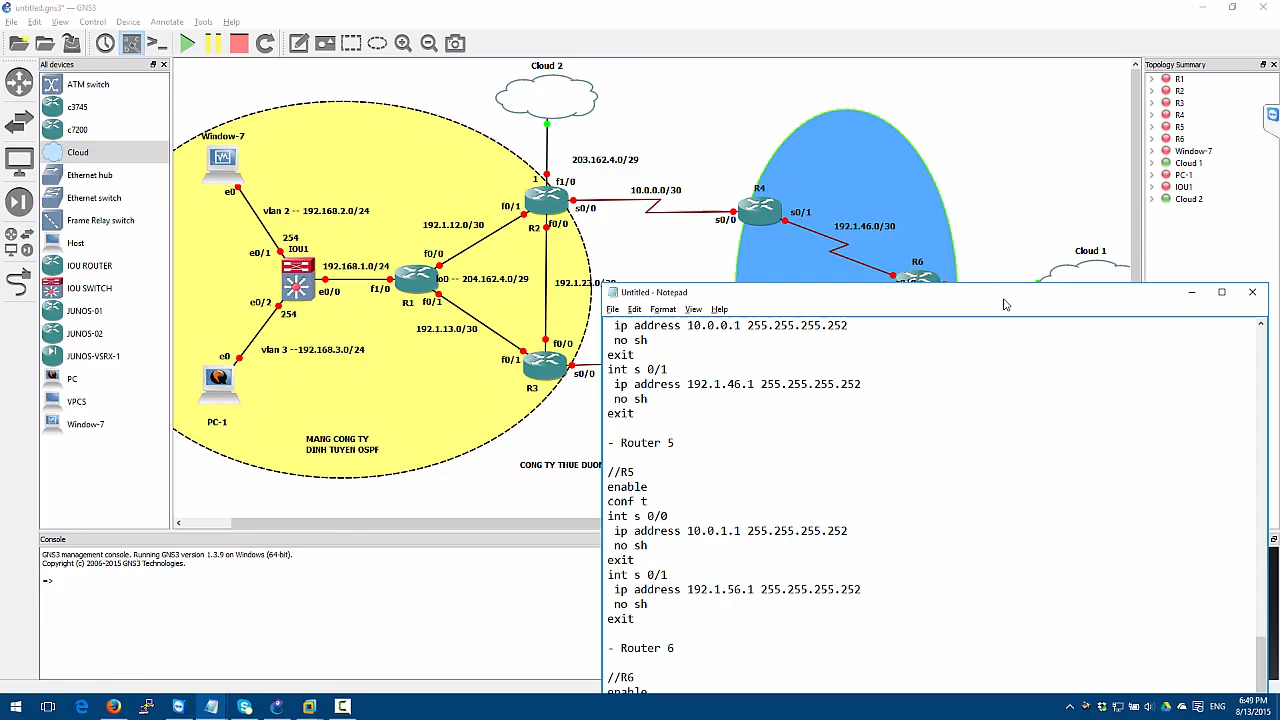 untitled.gns3* — GNS3
File Edit View Control Device Annotate Tools Help
All devices
ATM switch
c3745
c7200
Cloud
Ethernet hub
Ethernet switch
Frame Relay switch
Host
IOU ROUTER
IOU SWITCH
JUNOS-01
JUNOS-02
JUNOS-VSRX-1
PC
VPCS
Window-7
Cloud 2
Window-7
203.162.4.0/29
1
f1/0
e0
vlan 2 -- 192.168.2.0/24
f0/1
s0/0
10.0.0.0/30
R4
s0/0
s0/1
192.1.46.0/30
192.1.12.0/30
R2
f0/0
254
e0/1
IOU1
f0/0
192.168.1.0/24
lo0 -- 204.162.4.0/29
R6
Cloud 1
e0/0
f1/0
R1
f0/1
e0/2
254
192.1.13.0/30
vlan 3 --192.168.3.0/24
e0
f0/0
f0/1
s0/0
R3
PC-1
MANG CONG TY
DINH TUYEN OSPF
Topology Summary
R1
R2
R3
R4
R5
R6
Window-7
Cloud 1
PC-1
IOU1
Cloud 2
Untitled - Notepad
File Edit Format View Help
ip address 10.0.0.1 255.255.255.252
no sh
exit
int s 0/1
ip address 192.1.46.1 255.255.255.252
no sh
exit
- Router 5
//R5
enable
conf t
int s 0/0
ip address 10.0.1.1 255.255.255.252
no sh
exit
int s 0/1
ip address 192.1.56.1 255.255.255.252
no sh
exit
- Router 6
//R6
enable
Console
GNS3 management console. Running GNS3 version 1.3.9 on Windows (64-bit).
Copyright (c) 2006-2015 GNS3 Technologies.
=>
ENG
6:49 PM
8/13/2015